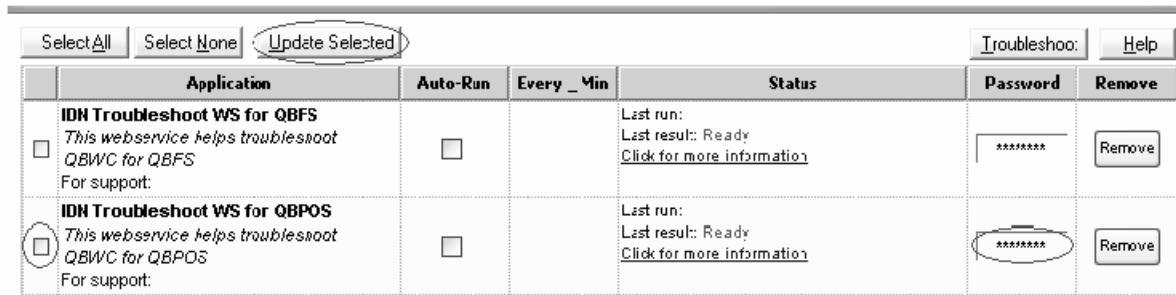 Select All Select None Update Selected Troubleshoot Help
Application Auto-Run Every _ Min Status Password Remove
IDN Troubleshoot WS for QBFS
This webservice helps troubleshoot
QBWC for QBFS
For support:
Last run:
Last result: Ready
Click for more information
********
Remove
IDN Troubleshoot WS for QBPOS
This webservice helps troubleshoot
QBWC for QBPOS
For support:
Last run:
Last result: Ready
Click for more information
********
Remove